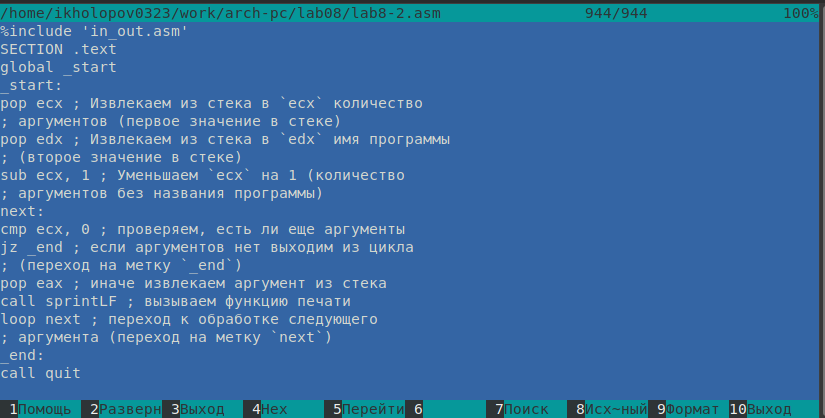 /home/ikholopov0323/work/arch-pc/lab08/lab8-2.asm 944/944 100%
%include 'in_out.asm'
SECTION .text
global _start
_start:
pop ecx ; Извлекаем из стека в `ecx` количество
; аргументов (первое значение в стеке)
pop edx ; Извлекаем из стека в `edx` имя программы
; (второе значение в стеке)
sub ecx, 1 ; Уменьшаем `ecx` на 1 (количество
; аргументов без названия программы)
next:
cmp ecx, 0 ; проверяем, есть ли еще аргументы
jz _end ; если аргументов нет выходим из цикла
; (переход на метку `_end`)
pop eax ; иначе извлекаем аргумент из стека
call sprintLF ; вызываем функцию печати
loop next ; переход к обработке следующего
; аргумента (переход на метку `next`)
_end:
call quit
1Помощь 2Разверн 3Выход 4Hex 5Перейти 6 7Поиск 8Исх~ный 9Формат 10Выход